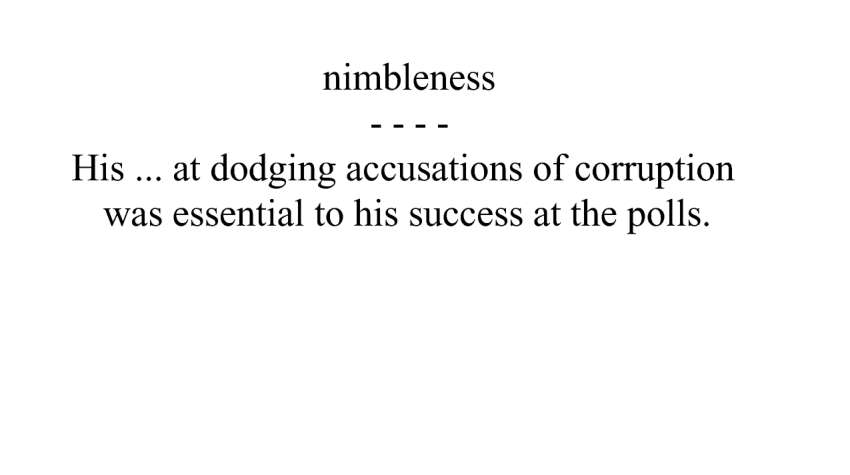 nimbleness
- - - -
His ... at dodging accusations of corruption
was essential to his success at the polls.